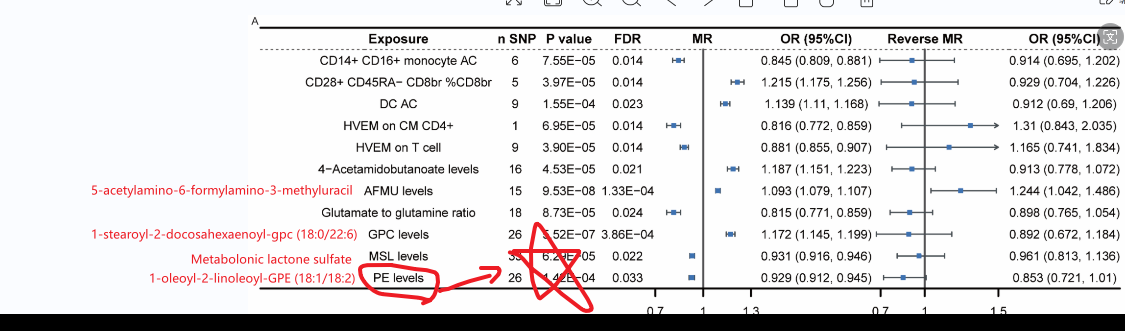 A
Exposure n SNP P value FDR MR OR (95%CI) Reverse MR OR (95%CI)
CD14+ CD16+ monocyte AC 6 7.55E−05 0.014 0.845 (0.809, 0.881) 0.914 (0.695, 1.202)
CD28+ CD45RA− CD8br %CD8br 5 3.97E−05 0.014 1.215 (1.175, 1.256) 0.929 (0.704, 1.226)
DC AC 9 1.55E−04 0.023 1.139 (1.11, 1.168) 0.912 (0.69, 1.206)
HVEM on CM CD4+ 1 6.95E−05 0.014 0.816 (0.772, 0.859) 1.31 (0.843, 2.035)
HVEM on T cell 9 3.90E−05 0.014 0.881 (0.855, 0.907) 1.165 (0.741, 1.834)
4−Acetamidobutanoate levels 16 4.53E−05 0.021 1.187 (1.151, 1.223) 0.913 (0.778, 1.072)
5-acetylamino-6-formylamino-3-methyluracil AFMU levels 15 9.53E−08 1.33E−04 1.093 (1.079, 1.107) 1.244 (1.042, 1.486)
Glutamate to glutamine ratio 18 8.73E−05 0.024 0.815 (0.771, 0.859) 0.898 (0.765, 1.054)
1-stearoyl-2-docosahexaenoyl-gpc (18:0/22:6) GPC levels 26 5.52E−07 3.86E−04 1.172 (1.145, 1.199) 0.892 (0.672, 1.184)
Metabolonic lactone sulfate MSL levels 0.022 0.931 (0.916, 0.946) 0.961 (0.813, 1.136)
1-oleoyl-2-linoleoyl-GPE (18:1/18:2) PE levels 26 0.033 0.929 (0.912, 0.945) 0.853 (0.721, 1.01)
0.7 1 1.3 0.7 1 1.5